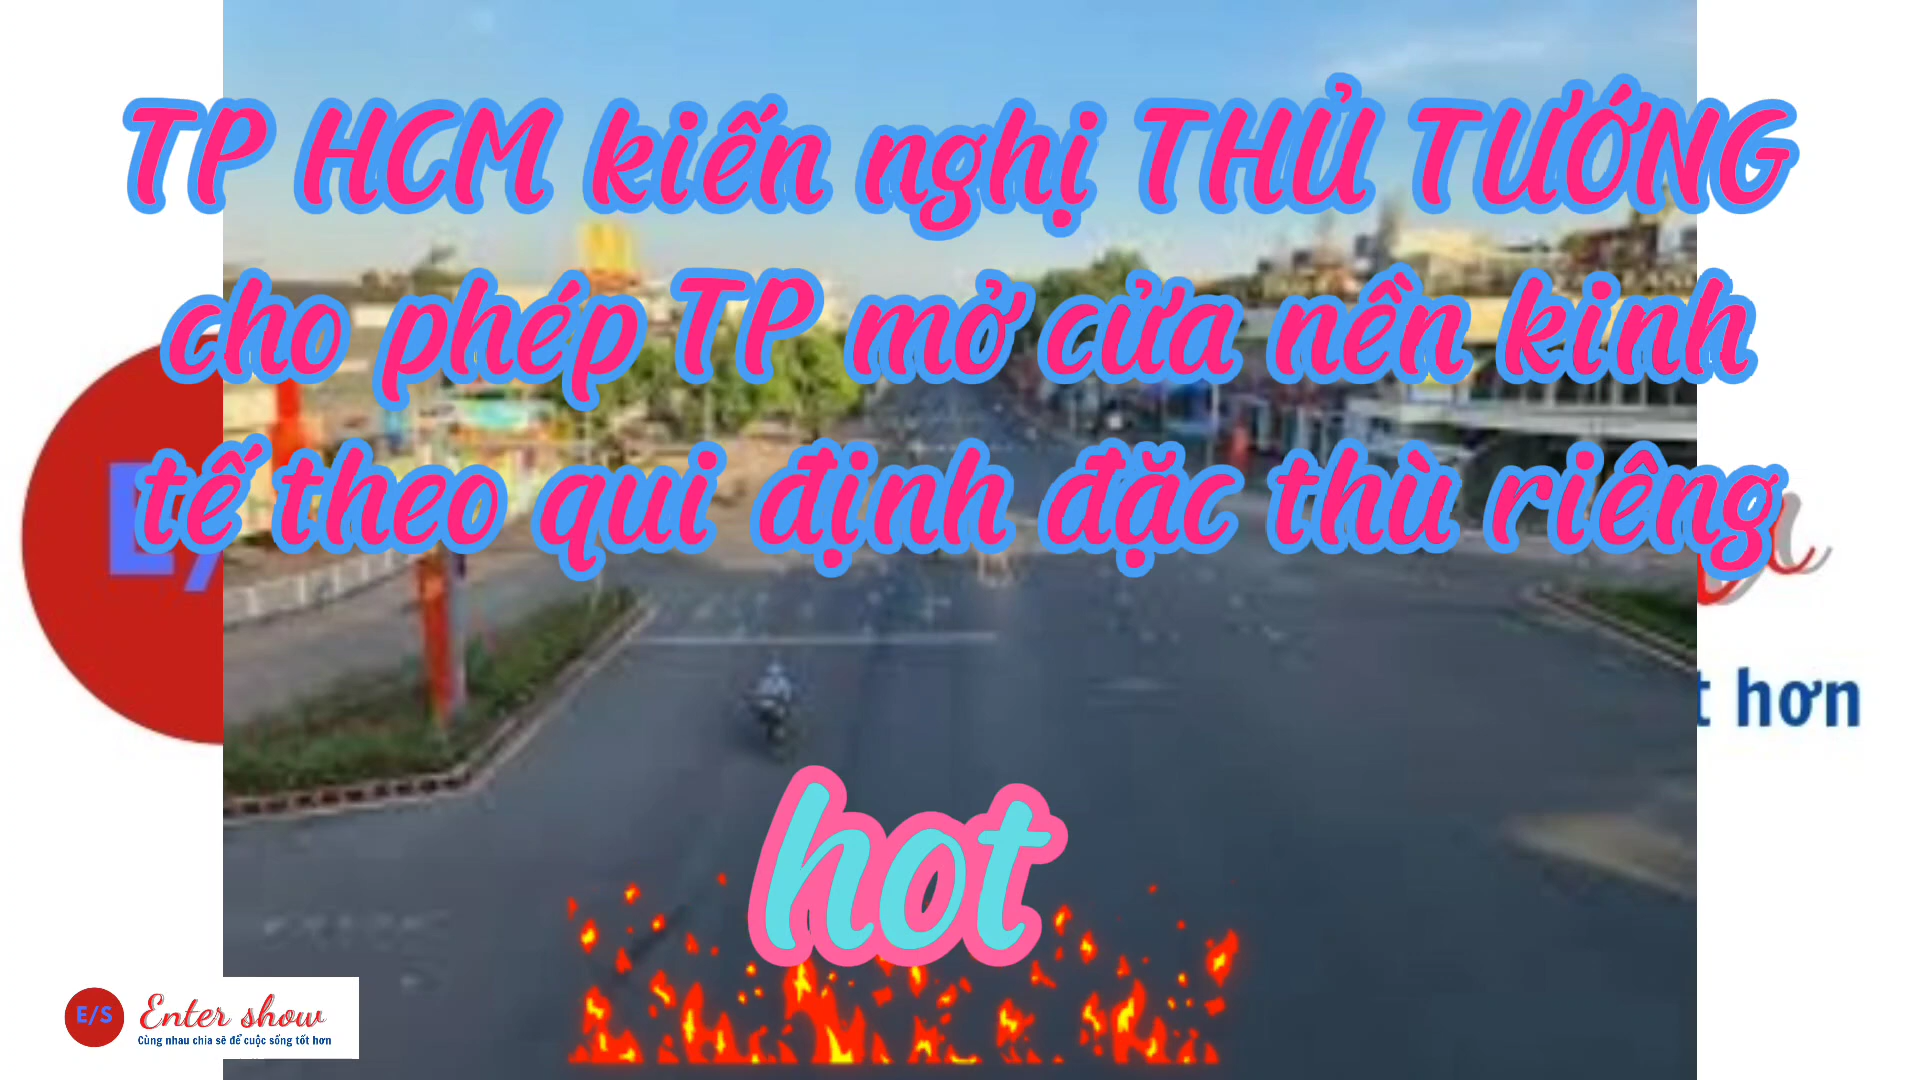 TP HCM kiến nghị THỦ TƯỚNG
cho phép TP mở cửa nền kinh
tế theo qui định đặc thù riêng
t hơn
hot
E/S
Enter show
Cùng nhau chia sẽ để cuộc sống tốt hơn